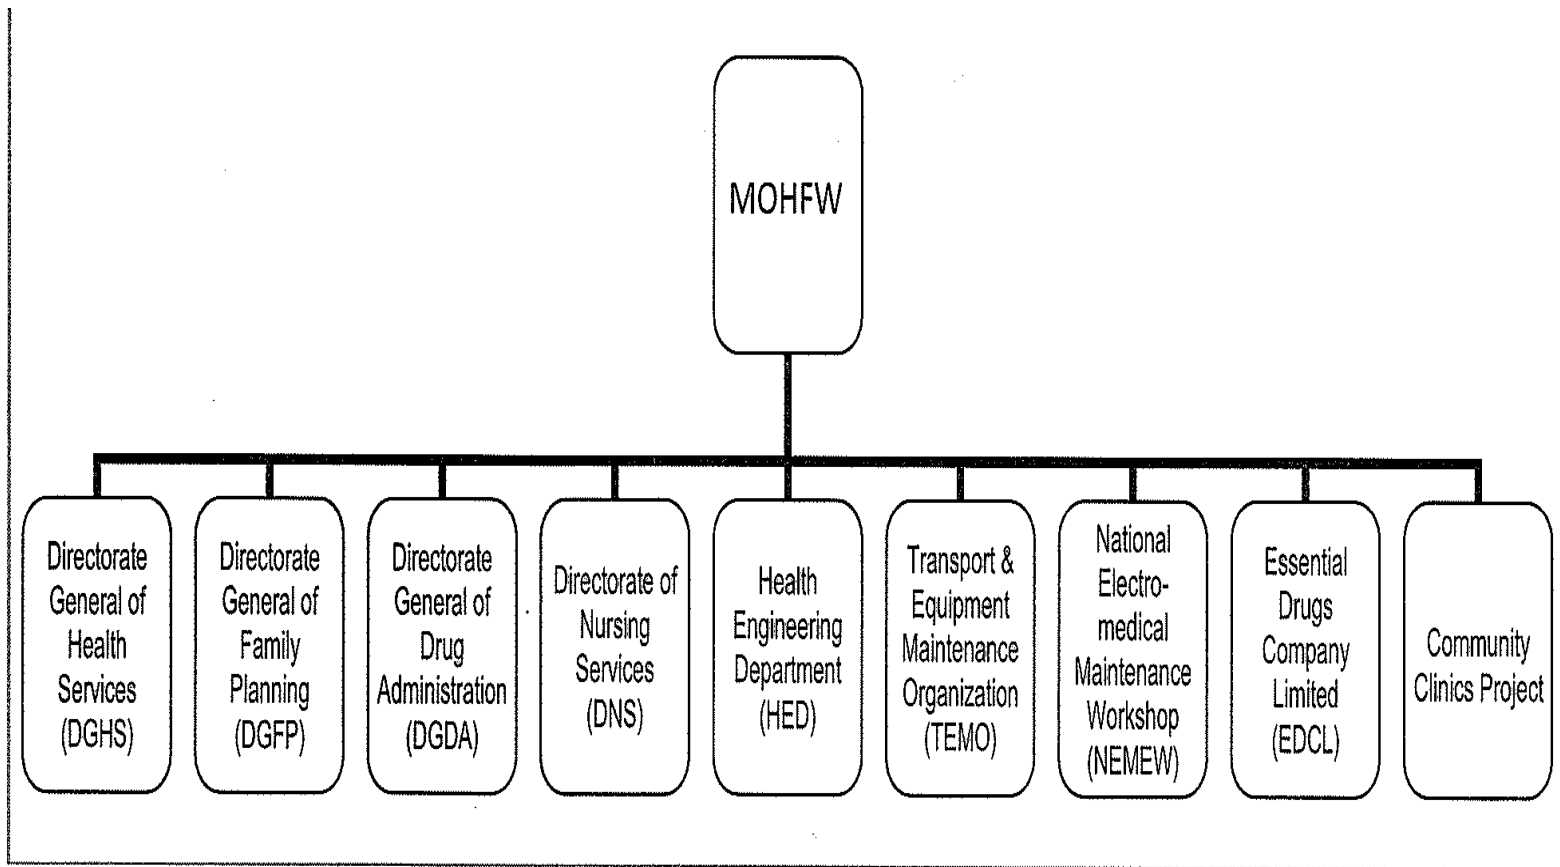 MOHFW
Directorate
General of
Health
Services
(DGHS)
Directorate
General of
Family
Planning
(DGFP)
Directorate
General of
Drug
Administration
(DGDA)
Directorate of
Nursing
Services
(DNS)
Health
Engineering
Department
(HED)
Transport &
Equipment
Maintenance
Organization
(TEMO)
National
Electro-
medical
Maintenance
Workshop
(NEMEW)
Essential
Drugs
Company
Limited
(EDCL)
Community
Clinics Project